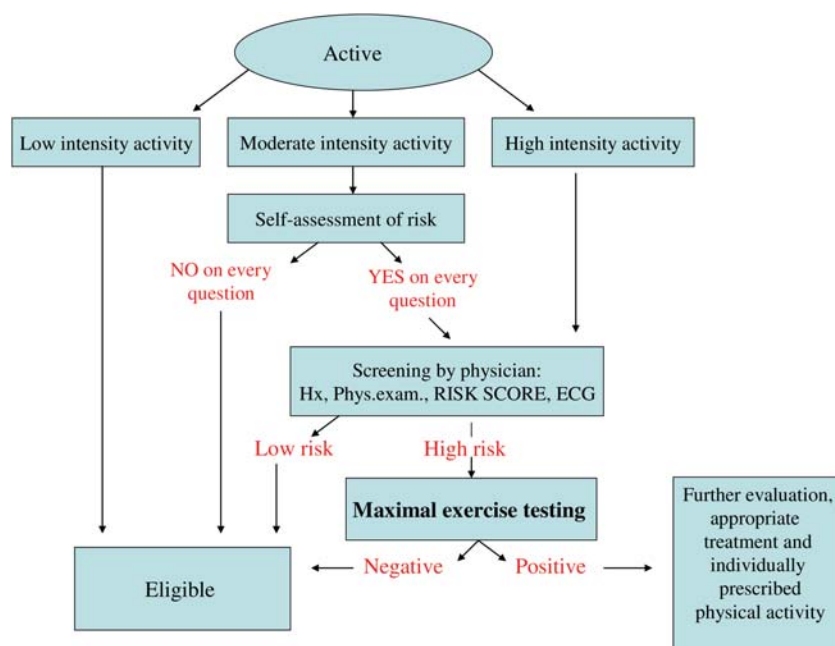 Active
Low intensity activity
Moderate intensity activity
High intensity activity
Self-assessment of risk
NO on every
question
YES on every
question
Screening by physician:
Hx, Phys.exam., RISK SCORE, ECG
Low risk
High risk
Maximal exercise testing
Negative
Positive
Eligible
Further evaluation,
appropriate
treatment and
individually
prescribed
physical activity